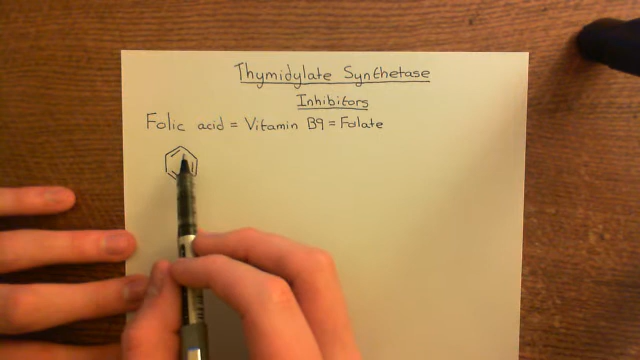 Thymidylate Synthetase
Inhibitors
Folic acid = Vitamin B9 = Folate